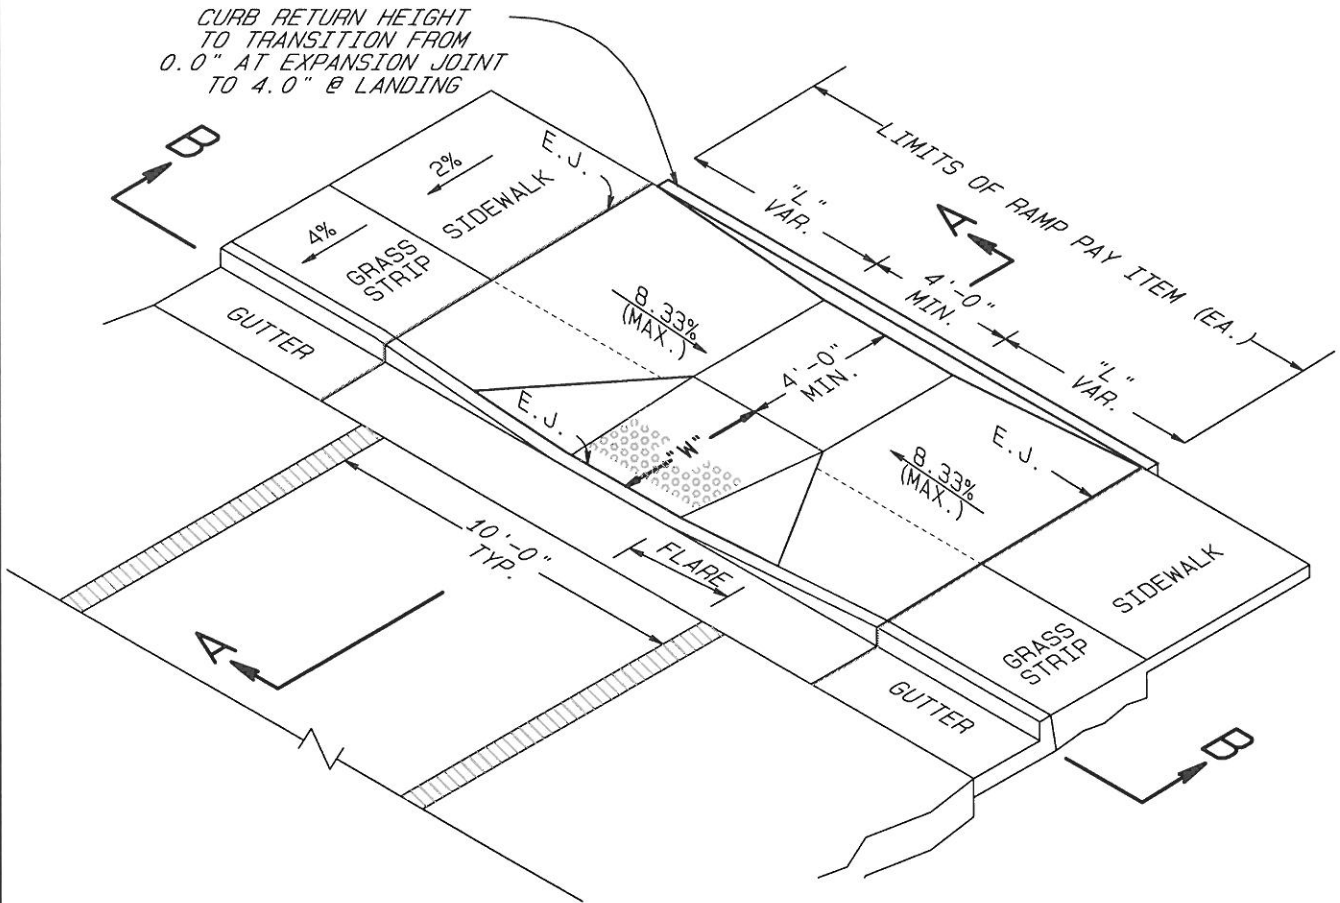 CURB RETURN HEIGHT
TO TRANSITION FROM
0.0" AT EXPANSION JOINT
TO 4.0" @ LANDING
B
2%
E.J.
SIDEWALK
4%
GRASS
STRIP
GUTTER
LIMITS OF RAMP PAY ITEM (EA.)
"L"
VAR.
A
4'-0"
MIN.
"L"
VAR.
8.33%
(MAX.)
4'-0"
MIN.
E.J.
"W"
E.J.
8.33%
(MAX.)
10'-0"
TYP.
FLARE
SIDEWALK
GRASS
STRIP
GUTTER
A
B